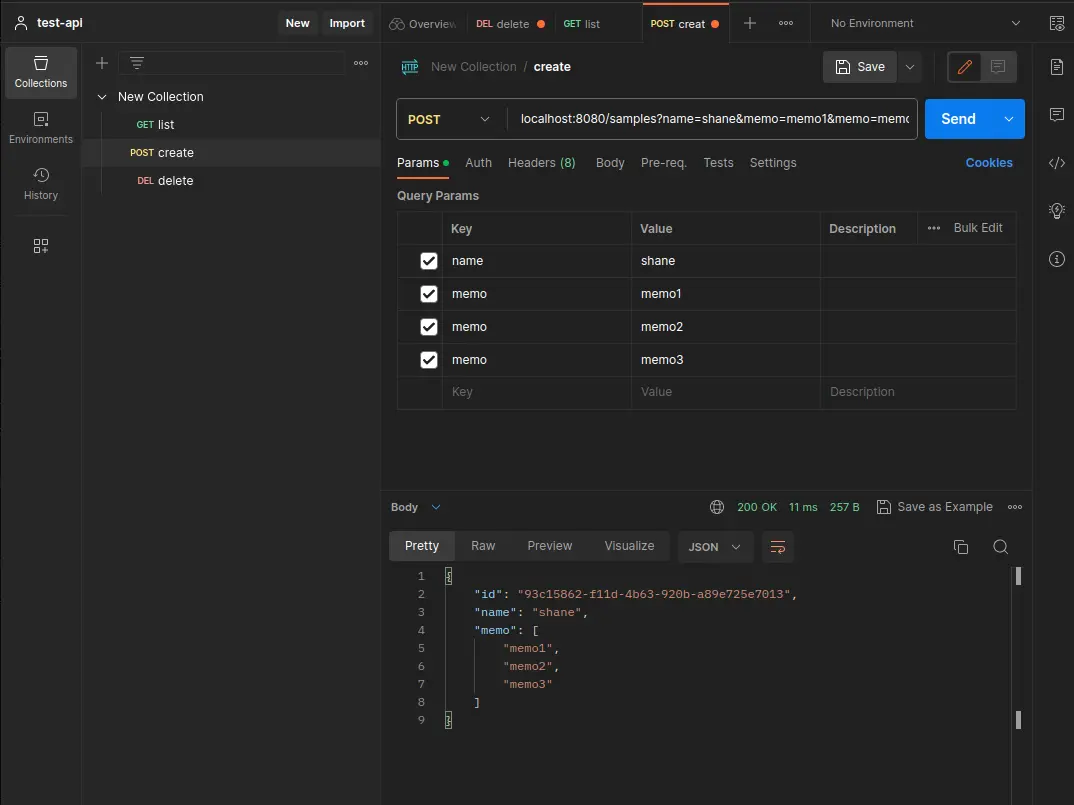 test-api
New
Import
Overview
DEL delete
GET list
POST creat
No Environment
Collections
Environments
History
New Collection
GET list
POST create
DEL delete
New Collection / create
Save
POST
localhost:8080/samples?name=shane&memo=memo1&memo=memo
Send
Params
Auth
Headers (8)
Body
Pre-req.
Tests
Settings
Cookies
Query Params
Key Value Description Bulk Edit
name shane
memo memo1
memo memo2
memo memo3
Key Value Description
Body
200 OK 11 ms 257 B Save as Example
Pretty Raw Preview Visualize JSON
1 {
2 "id": "93c15862-f11d-4b63-920b-a89e725e7013",
3 "name": "shane",
4 "memo": [
5 "memo1",
6 "memo2",
7 "memo3"
8 ]
9 }